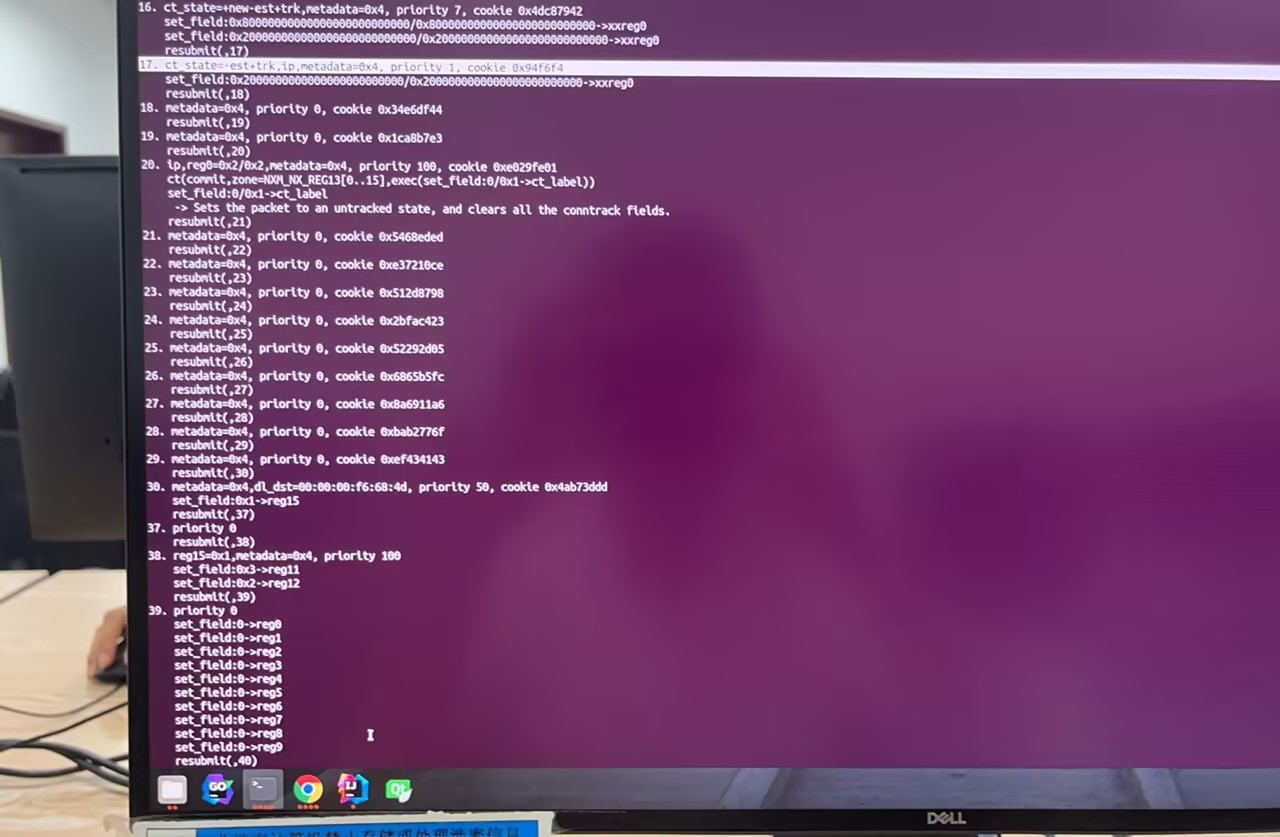 16. ct_state=+new-est+trk,metadata=0x4, priority 7, cookie 0x4dc87942
set_field:0x80000000000000000000000000/0x80000000000000000000000000->xxreg0
set_field:0x2000000000000000000000000000/0x2000000000000000000000000000->xxreg0
resubmit(,17)
17. ct_state=-est+trk,ip,metadata=0x4, priority 1, cookie 0x94f6f4
set_field:0x20000000000000000000000000/0x20000000000000000000000000->xxreg0
resubmit(,18)
18. metadata=0x4, priority 0, cookie 0x34e6df44
resubmit(,19)
19. metadata=0x4, priority 0, cookie 0x1ca8b7e3
resubmit(,20)
20. ip,reg0=0x2/0x2,metadata=0x4, priority 100, cookie 0xe029fe01
ct(commit,zone=NXM_NX_REG13[0..15],exec(set_field:0/0x1->ct_label))
set_field:0/0x1->ct_label
-> Sets the packet to an untracked state, and clears all the conntrack fields.
resubmit(,21)
21. metadata=0x4, priority 0, cookie 0x5468eded
resubmit(,22)
22. metadata=0x4, priority 0, cookie 0xe37210ce
resubmit(,23)
23. metadata=0x4, priority 0, cookie 0x512d8798
resubmit(,24)
24. metadata=0x4, priority 0, cookie 0x2bfac423
resubmit(,25)
25. metadata=0x4, priority 0, cookie 0x52292d05
resubmit(,26)
26. metadata=0x4, priority 0, cookie 0x6865b5fc
resubmit(,27)
27. metadata=0x4, priority 0, cookie 0x8a6911a6
resubmit(,28)
28. metadata=0x4, priority 0, cookie 0xbab2776f
resubmit(,29)
29. metadata=0x4, priority 0, cookie 0xef434143
resubmit(,30)
30. metadata=0x4,dl_dst=00:00:00:f6:68:4d, priority 50, cookie 0x4ab73ddd
set_field:0x1->reg15
resubmit(,37)
37. priority 0
resubmit(,38)
38. reg15=0x1,metadata=0x4, priority 100
set_field:0x3->reg11
set_field:0x2->reg12
resubmit(,39)
39. priority 0
set_field:0->reg0
set_field:0->reg1
set_field:0->reg2
set_field:0->reg3
set_field:0->reg4
set_field:0->reg5
set_field:0->reg6
set_field:0->reg7
set_field:0->reg8
set_field:0->reg9
resubmit(,40)
GO
IJ
Qt
DELL